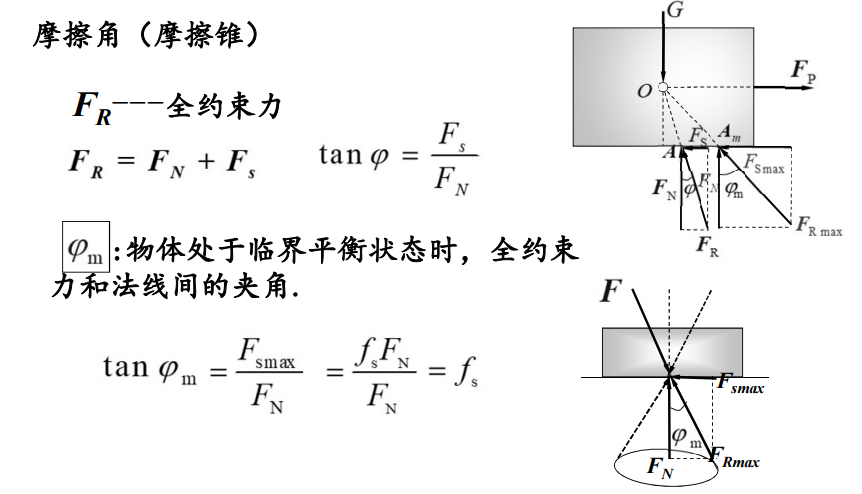 摩擦角（摩擦锥）
F_R---全约束力
F_R = F_N + F_s
tan φ = F_s / F_N
φ_m :物体处于临界平衡状态时，全约束
力和法线间的夹角.
tan φ_m = F_smax / F_N = f_s F_N / F_N = f_s
G
O
F_P
A
F_S
A_m
F_N
φ
F_N
φ_m
F_Smax
F_R
F_R max
F
F_smax
φ_m
F_N
F_Rmax